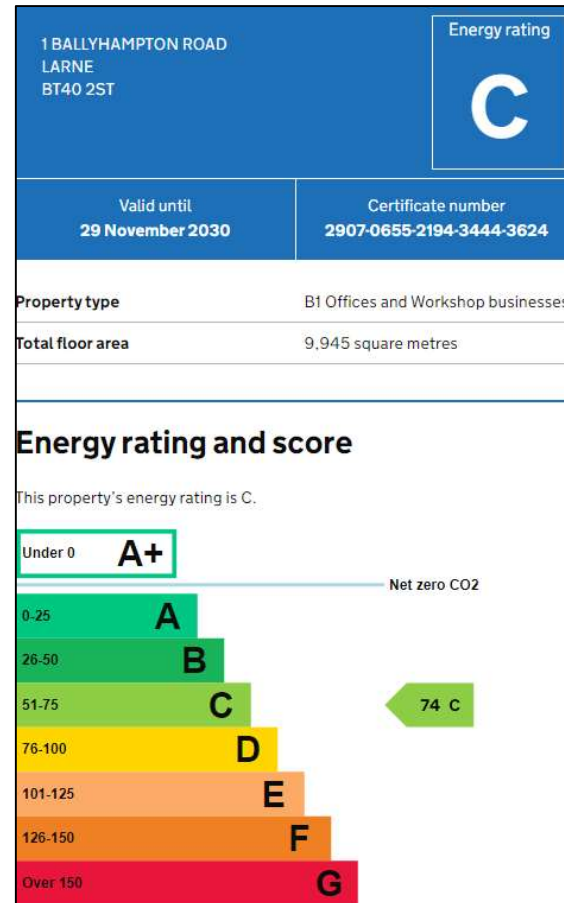 1 BALLYHAMPTON ROAD
LARNE
BT40 2ST
Energy rating
C
Valid until
29 November 2030
Certificate number
2907-0655-2194-3444-3624
Property type
B1 Offices and Workshop businesses
Total floor area
9,945 square metres
Energy rating and score
This property's energy rating is C.
Under 0 A+
Net zero CO2
0-25 A
26-50 B
51-75 C
74 C
76-100 D
101-125 E
126-150 F
Over 150 G